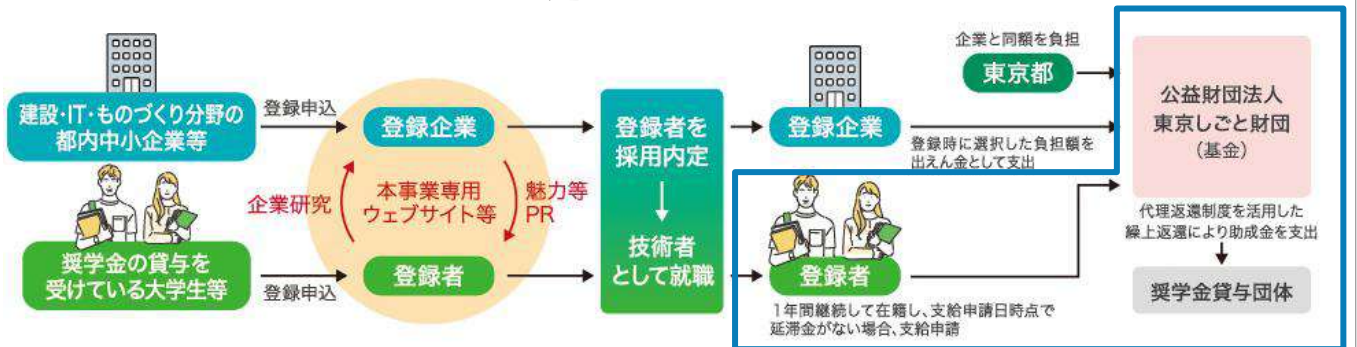 建設・IT・ものづくり分野の
都内中小企業等
登録申込
奨学金の貸与を
受けている大学生等
登録申込
登録企業
企業研究
本事業専用
ウェブサイト等
魅力等
PR
登録者
登録者を
採用内定
技術者
として就職
登録企業
登録時に選択した負担額を
出えん金として支出
企業と同額を負担
東京都
登録者
1年間継続して在籍し、支給申請日時点で
延滞金がない場合、支給申請
公益財団法人
東京しごと財団
（基金）
代理返還制度を活用した
繰上返還により助成金を支出
奨学金貸与団体